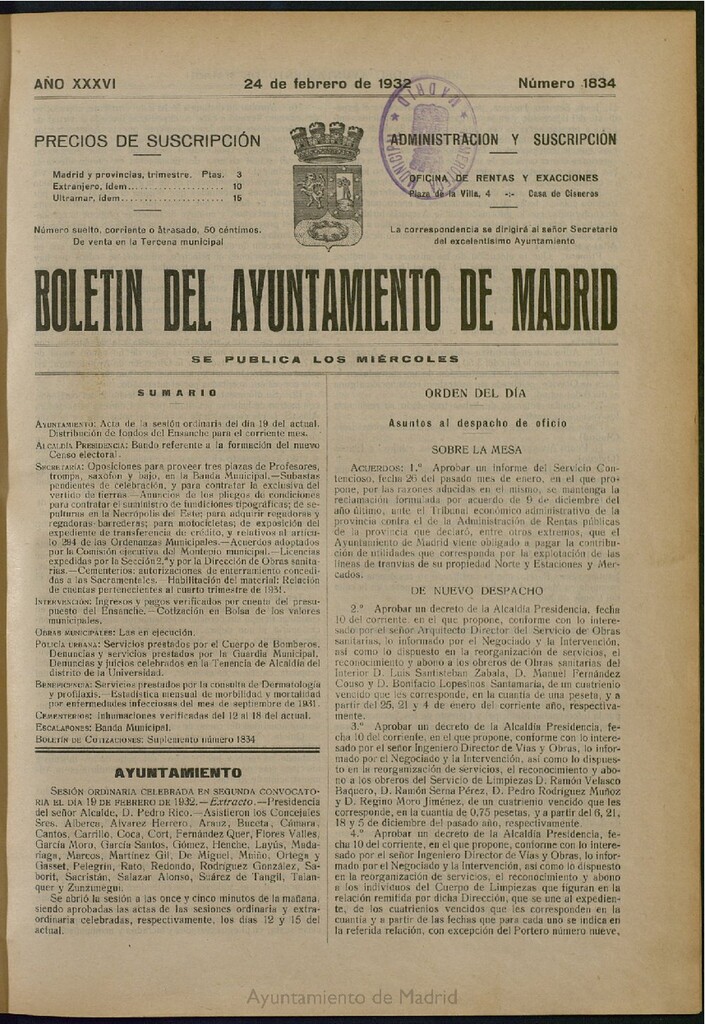 AÑO XXXVI
24 de febrero de 1932
Número 1834
PRECIOS DE SUSCRIPCIÓN
Madrid y provincias, trimestre. Ptas. 3
Extranjero, ídem...................... 10
Ultramar, ídem....................... 15
Número suelto, corriente o atrasado, 50 céntimos.
De venta en la Tercena municipal
ADMINISTRACION Y SUSCRIPCIÓN
OFICINA DE RENTAS Y EXACCIONES
Plaza de la Villa, 4 -:- Casa de Cisneros
La correspondencia se dirigirá al señor Secretario
del excelentísimo Ayuntamiento
MADRID
MUNICIPAL
BOLETIN DEL AYUNTAMIENTO DE MADRID
SE PUBLICA LOS MIÉRCOLES
SUMARIO
AYUNTAMIENTO: Acta de la sesión ordinaria del día 19 del actual.
Distribución de fondos del Ensanche para el corriente mes.
ALCALDÍA PRESIDENCIA: Bando referente a la formación del nuevo
Censo electoral.
SECRETARÍA: Oposiciones para proveer tres plazas de Profesores,
trompa, saxofón y bajo, en la Banda Municipal.—Subastas
pendientes de celebración, y para contratar la exclusiva del
vertido de tierras.—Anuncios de los pliegos de condiciones
para contratar el suministro de fundiciones tipográficas; de se-
pulturas en la Necrópolis del Este; para adquirir regaderas y
regadoras-barrederas; para motocicletas; de exposición del
expediente de transferencia de crédito, y relativos al artícu-
lo 294 de las Ordenanzas Municipales.—Acuerdos adoptados
por la Comisión ejecutiva del Montepío municipal.—Licencias
expedidas por la Sección 2.ª y por la Dirección de Obras sanita-
rias.—Cementerios: autorizaciones de enterramiento concedi-
das a las Sacramentales.—Habilitación del material: Relación
de cuentas pertenecientes al cuarto trimestre de 1931.
INTERVENCIÓN: Ingresos y pagos verificados por cuenta del presu-
puesto del Ensanche.—Cotización en Bolsa de los valores
municipales.
OBRAS MUNICIPALES: Las en ejecución.
POLICÍA URBANA: Servicios prestados por el Cuerpo de Bomberos.
Denuncias y servicios prestados por la Guardia Municipal.
Denuncias y juicios celebrados en la Tenencia de Alcaldía del
distrito de la Universidad.
BENEFICENCIA: Servicios prestados por la consulta de Dermatología
y profilaxis.—Estadística mensual de morbilidad y mortalidad
por enfermedades infecciosas del mes de septiembre de 1931.
CEMENTERIOS: Inhumaciones verificadas del 12 al 18 del actual.
ESCALAFONES: Banda Municipal.
BOLETÍN DE COTIZACIONES: Suplemento número 1834
AYUNTAMIENTO
SESIÓN ORDINARIA CELEBRADA EN SEGUNDA CONVOCATO-
RIA EL DÍA 19 DE FEBRERO DE 1932.—Extracto.—Presidencia
del señor Alcalde, D. Pedro Rico.—Asistieron los Concejales
Sres. Alberca, Alvarez Herrero, Arauz, Buceta, Cámara,
Cantos, Carrillo, Coca, Cort, Fernández Quer, Flores Valles,
García Moro, García Santos, Gómez, Henche, Layús, Mada-
riaga, Marcos, Martínez Gil, De Miguel, Muiño, Ortega y
Gasset, Pelegrín, Rato, Redondo, Rodríguez González, Sa-
borit, Sacristán, Salazar Alonso, Suárez de Tangil, Talan-
quer y Zunzunegui.
Se abrió la sesión a las once y cinco minutos de la mañana,
siendo aprobadas las actas de las sesiones ordinaria y extra-
ordinaria celebradas, respectivamente, los días 12 y 15 del
actual.
ORDEN DEL DÍA
Asuntos al despacho de oficio
SOBRE LA MESA
ACUERDOS: 1.º Aprobar un informe del Servicio Con-
tencioso, fecha 26 del pasado mes de enero, en el que pro-
pone, por las razones aducidas en el mismo, se mantenga la
reclamación formulada por acuerdo de 9 de diciembre del
año último, ante el Tribunal económico administrativo de la
provincia contra el de la Administración de Rentas públicas
de la provincia que declaró, entre otros extremos, que el
Ayuntamiento de Madrid viene obligado a pagar la contribu-
ción de utilidades que corresponda por la explotación de las
líneas de tranvías de su propiedad Norte y Estaciones y Mer-
cados.
DE NUEVO DESPACHO
2.º Aprobar un decreto de la Alcaldía Presidencia, fecha
10 del corriente, en el que propone, conforme con lo intere-
sado por el señor Arquitecto Director del Servicio de Obras
sanitarias, lo informado por el Negociado y la Intervención,
así como lo dispuesto en la reorganización de servicios, el
reconocimiento y abono a los obreros de Obras sanitarias del
Interior D. Luis Santisteban Zabala, D. Manuel Fernández
Couso y D. Bonifacio Lopesinos Santamaría, de un cuatrienio
vencido que les corresponde, en la cuantía de una peseta, y a
partir del 25, 21 y 4 de enero del corriente año, respectiva-
mente.
3.º Aprobar un decreto de la Alcaldía Presidencia, fe-
cha 10 del corriente, en el que propone, conforme con lo intere-
sado por el señor Ingeniero Director de Vías y Obras, lo infor-
mado por el Negociado y la Intervención, así como lo dispues-
to en la reorganización de servicios, el reconocimiento y abo-
no a los obreros del Servicio de Limpiezas D. Ramón Velasco
Baquero, D. Ramón Serna Pérez, D. Pedro Rodríguez Muñoz
y D. Regino Moro Jiménez, de un cuatrienio vencido que les
corresponde, en la cuantía de 0,75 pesetas, y a partir del 6, 21,
18 y 5 de diciembre del pasado año, respectivamente.
4.º Aprobar un decreto de la Alcaldía Presidencia, fe-
cha 10 del corriente, en el que propone, conforme con lo intere-
sado por el señor Ingeniero Director de Vías y Obras, lo infor-
mado por el Negociado y la Intervención, así como lo dispuesto
en la reorganización de servicios, el reconocimiento y abono
a los individuos del Cuerpo de Limpiezas que figuran en la
relación remitida por dicha Dirección, que se une al expedien-
te, de los cuatrienios vencidos que les corresponden en la
cuantía y a partir de las fechas que para cada uno se indica en
la referida relación, con excepción del Portero número nueve,
Ayuntamiento de Madrid